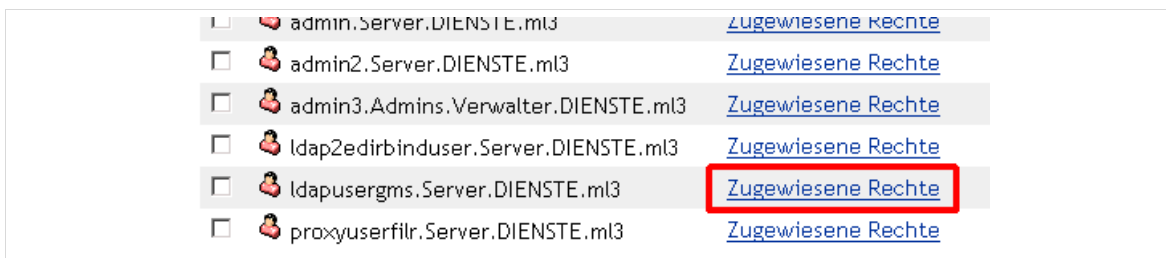 admin.Server.DIENSTE.ml3 Zugewiesene Rechte
admin2.Server.DIENSTE.ml3 Zugewiesene Rechte
admin3.Admins.Verwalter.DIENSTE.ml3 Zugewiesene Rechte
ldap2edirbinduser.Server.DIENSTE.ml3 Zugewiesene Rechte
ldapusergms.Server.DIENSTE.ml3 Zugewiesene Rechte
proxyuserfilr.Server.DIENSTE.ml3 Zugewiesene Rechte